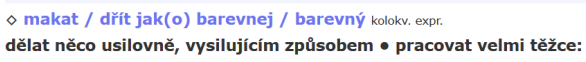 ◇ makat / dřít jak(o) barevnej / barevný kolokv. expr.
dělat něco usilovně, vysilujícím způsobem ● pracovat velmi těžce: